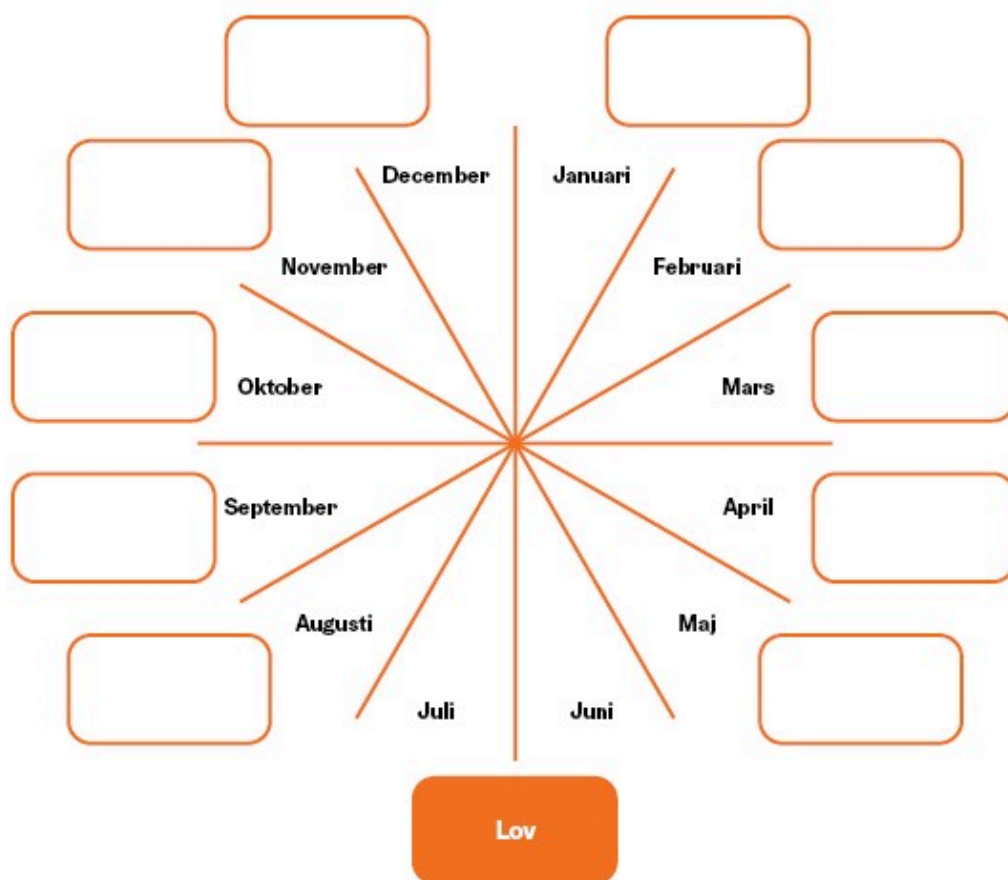 Januari
Februari
Mars
April
Maj
Juni
Juli
Augusti
September
Oktober
November
December
Lov